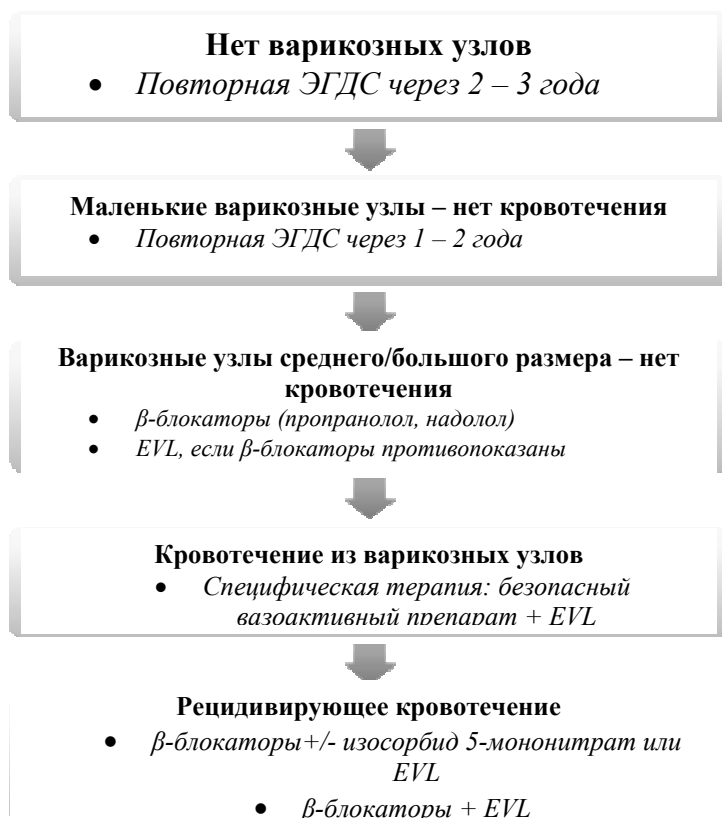 Нет варикозных узлов
• Повторная ЭГДС через 2 – 3 года
Маленькие варикозные узлы – нет кровотечения
• Повторная ЭГДС через 1 – 2 года
Варикозные узлы среднего/большого размера – нет
кровотечения
• β-блокаторы (пропранолол, надолол)
• EVL, если β-блокаторы противопоказаны
Кровотечение из варикозных узлов
• Специфическая терапия: безопасный
вазоактивный препарат + EVL
Рецидивирующее кровотечение
• β-блокаторы+/- изосорбид 5-мононитрат или
EVL
• β-блокаторы + EVL